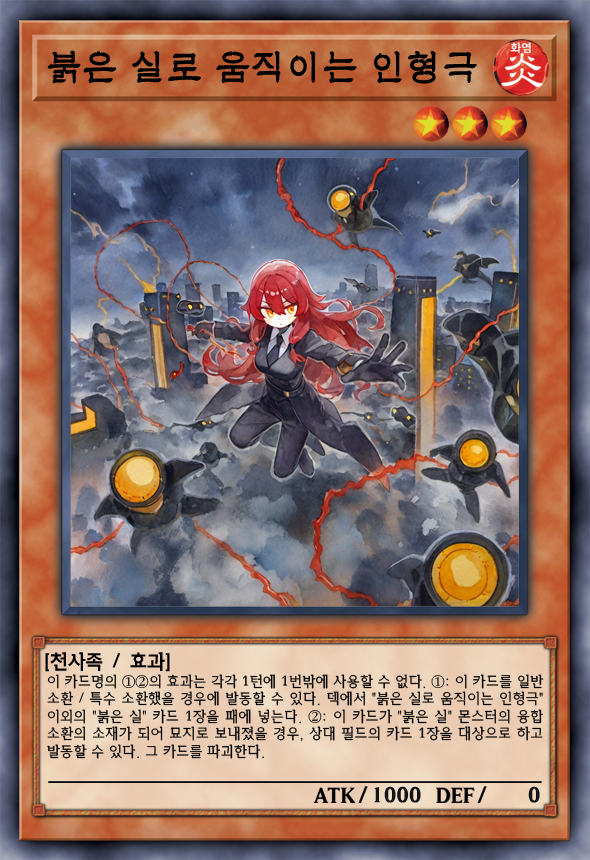 붉은 실로 움직이는 인형극
화염
炎
[천사족 / 효과]
이 카드명의 ①②의 효과는 각각 1턴에 1번밖에 사용할 수 없다. ①: 이 카드를 일반
소환 / 특수 소환했을 경우에 발동할 수 있다. 덱에서 "붉은 실로 움직이는 인형극"
이외의 "붉은 실" 카드 1장을 패에 넣는다. ②: 이 카드가 "붉은 실" 몬스터의 융합
소환의 소재가 되어 묘지로 보내졌을 경우, 상대 필드의 카드 1장을 대상으로 하고
발동할 수 있다. 그 카드를 파괴한다.
ATK/ 1000 DEF/ 0